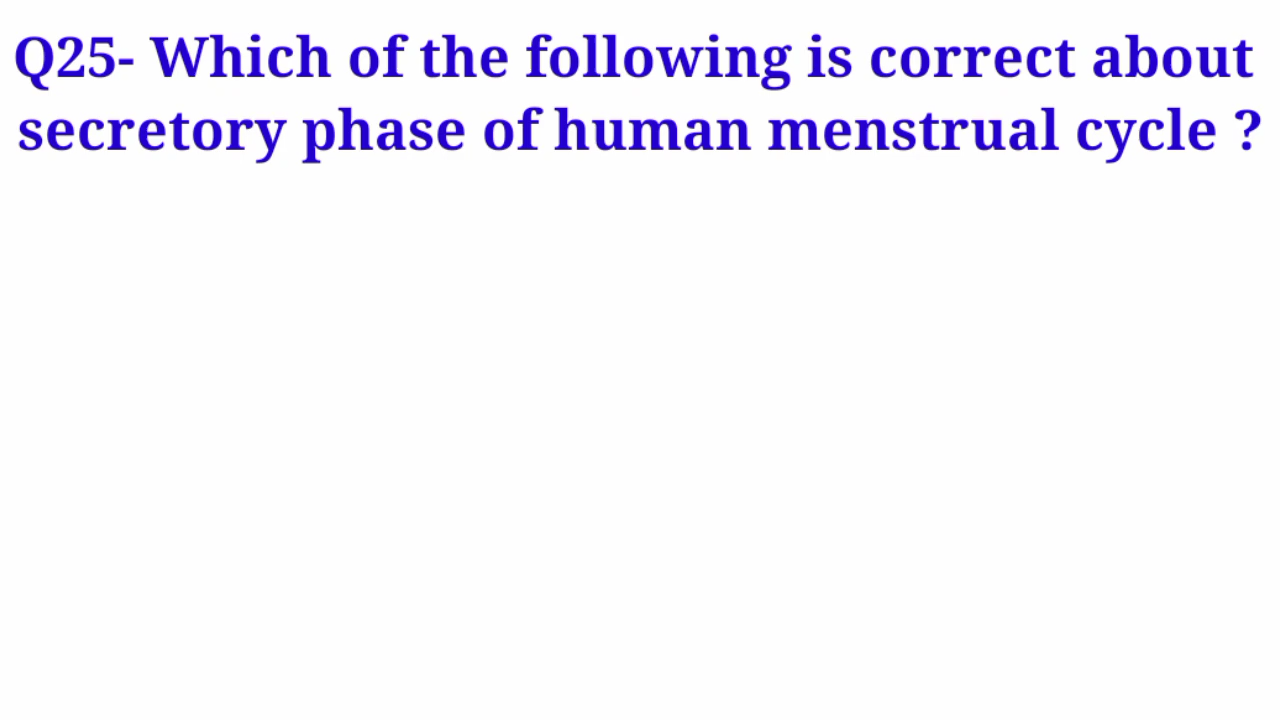 Q25- Which of the following is correct about
secretory phase of human menstrual cycle ?